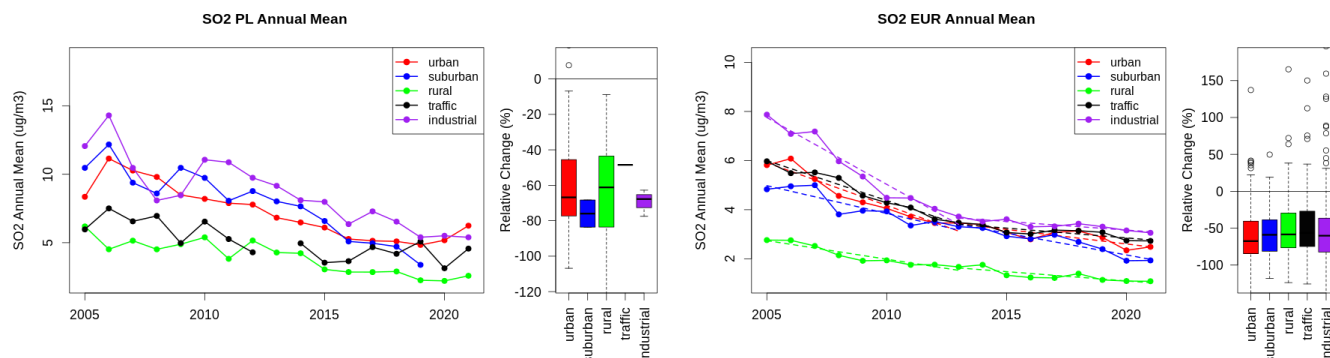 SO2 PL Annual Mean
SO2 Annual Mean (ug/m3)
15
10
5
2005
2010
2015
2020
urban
suburban
rural
traffic
industrial
Relative Change (%)
0
-20
-40
-60
-80
-100
-120
urban
suburban
rural
traffic
industrial
SO2 EUR Annual Mean
SO2 Annual Mean (ug/m3)
10
8
6
4
2
2005
2010
2015
2020
urban
suburban
rural
traffic
industrial
Relative Change (%)
150
100
50
0
-50
-100
urban
suburban
rural
traffic
industrial